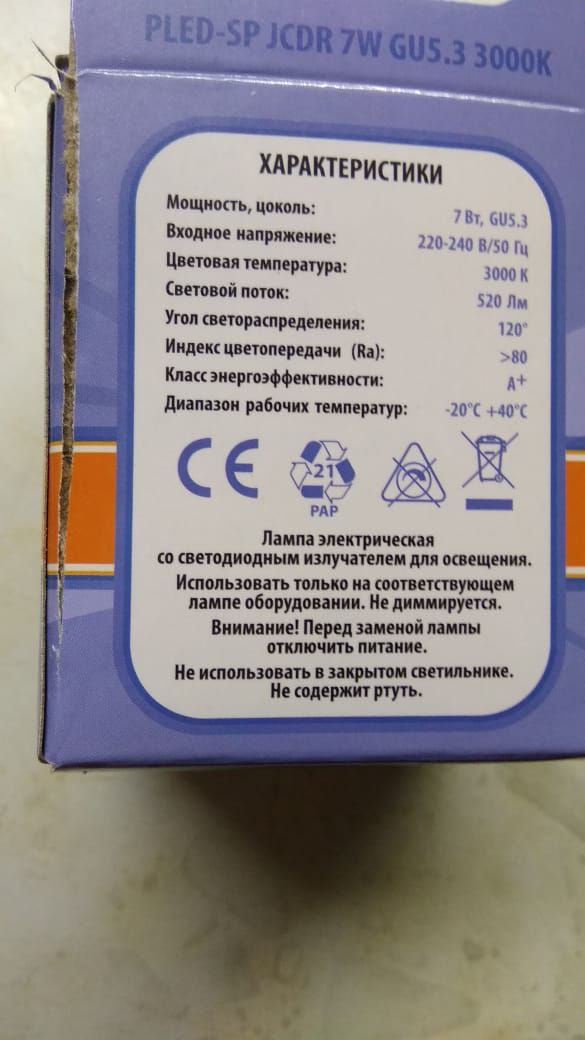 PLED-SP JCDR 7W GU5.3 3000K
ХАРАКТЕРИСТИКИ
Мощность, цоколь: 7 Вт, GU5.3
Входное напряжение: 220-240 В/50 Гц
Цветовая температура: 3000 К
Световой поток: 520 Лм
Угол светораспределения: 120°
Индекс цветопередачи (Ra): >80
Класс энергоэффективности: A+
Диапазон рабочих температур: -20°C +40°C
CE
21
PAP
Лампа электрическая
со светодиодным излучателем для освещения.
Использовать только на соответствующем
лампе оборудовании. Не диммируется.
Внимание! Перед заменой лампы
отключить питание.
Не использовать в закрытом светильнике.
Не содержит ртуть.